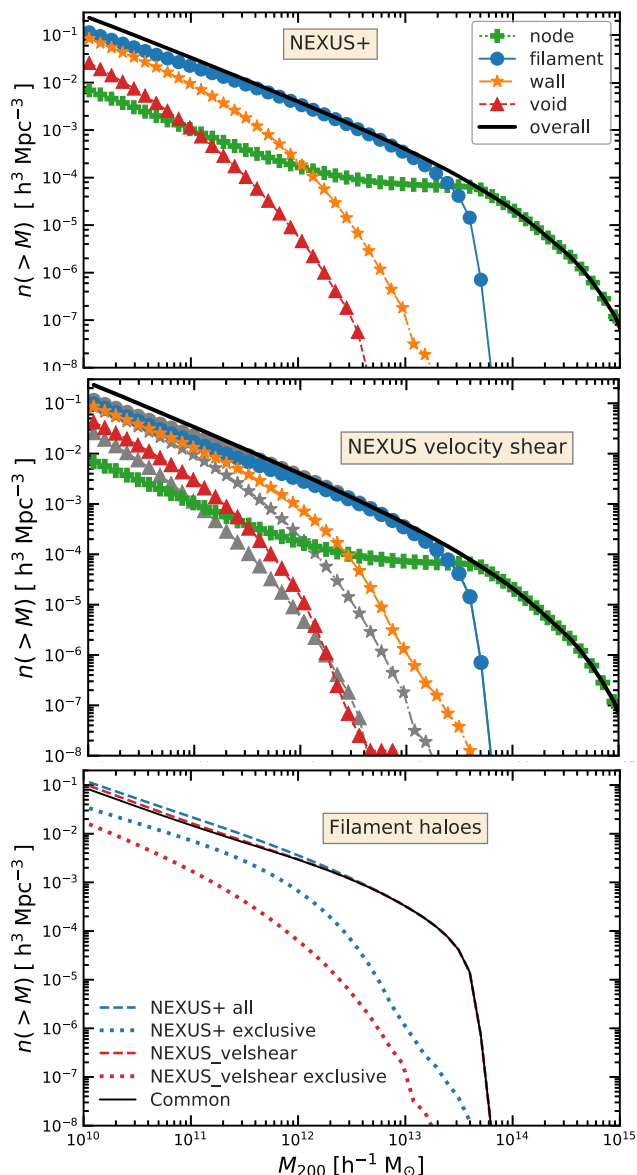 NEXUS+
node
filament
wall
void
overall
10⁻¹
10⁻²
10⁻³
10⁻⁴
10⁻⁵
10⁻⁶
10⁻⁷
10⁻⁸
n(> M) [ h³ Mpc⁻³ ]
NEXUS velocity shear
10⁻¹
10⁻²
10⁻³
10⁻⁴
10⁻⁵
10⁻⁶
10⁻⁷
10⁻⁸
n(> M) [ h³ Mpc⁻³ ]
Filament haloes
10⁻¹
10⁻²
10⁻³
10⁻⁴
10⁻⁵
10⁻⁶
10⁻⁷
10⁻⁸
n(> M) [ h³ Mpc⁻³ ]
NEXUS+ all
NEXUS+ exclusive
NEXUS_velshear
NEXUS_velshear exclusive
Common
10¹⁰ 10¹¹ 10¹² 10¹³ 10¹⁴ 10¹⁵
M₂₀₀ [h⁻¹ M⊙]